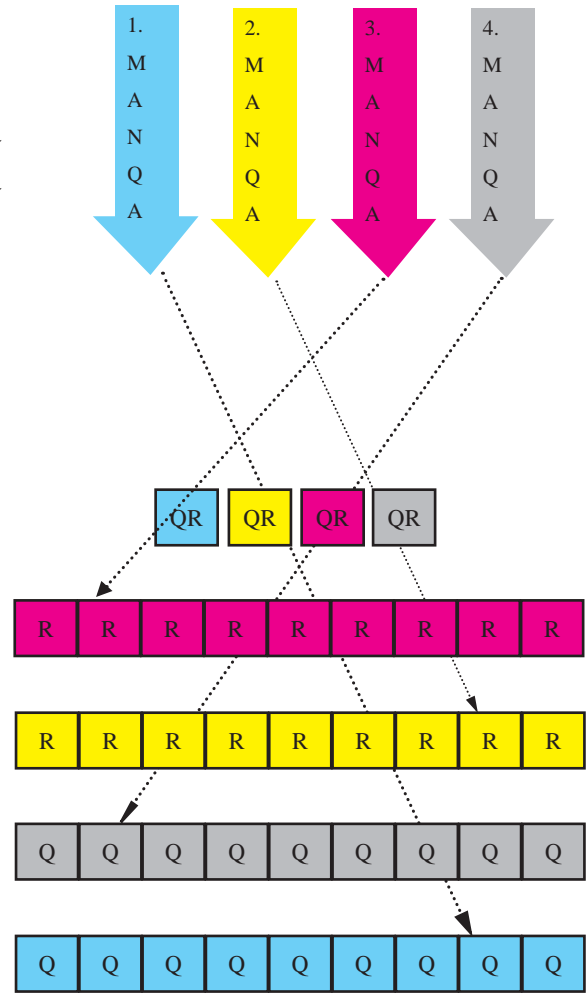 1. 2. 3. 4.
M M M M
A A A A
N N N N
Q Q Q Q
A A A A
QR QR QR QR
R R R R R R R R R
R R R R R R R R R
Q Q Q Q Q Q Q Q Q
Q Q Q Q Q Q Q Q Q